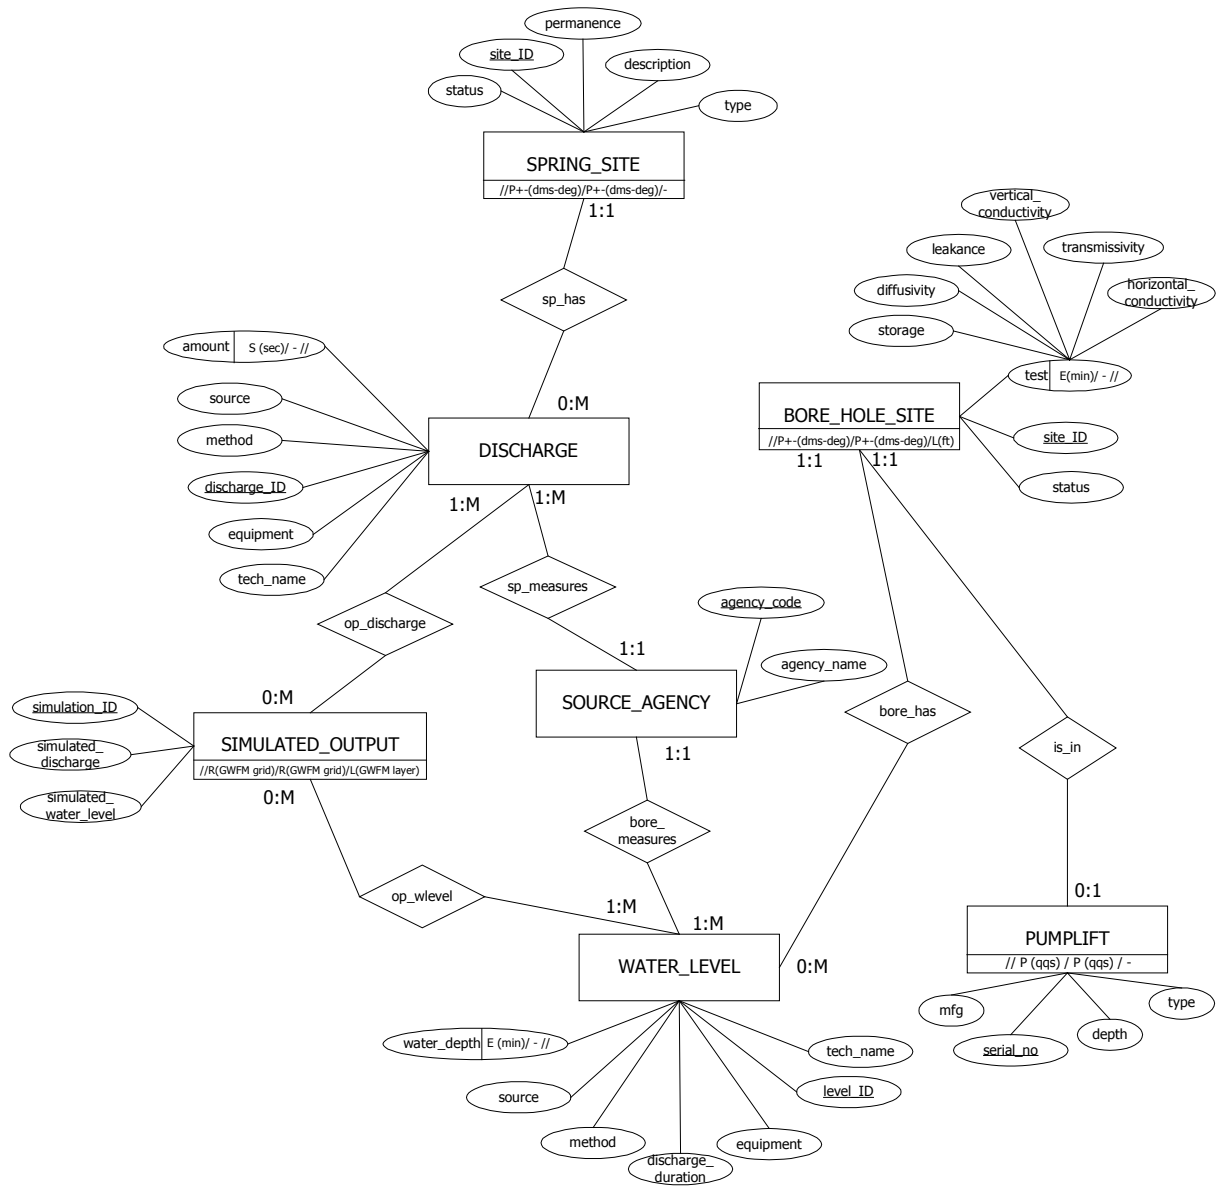 permanence
site_ID
description
status
type
SPRING_SITE
//P+-(dms-deg)/P+-(dms-deg)/-
1:1
sp_has
vertical_
conductivity
leakance
transmissivity
diffusivity
horizontal_
conductivity
storage
test E(min)/ - //
amount S (sec)/ - //
source
method
discharge_ID
equipment
tech_name
0:M
DISCHARGE
1:M
1:M
BORE_HOLE_SITE
//P+-(dms-deg)/P+-(dms-deg)/L(ft)
1:1
1:1
site_ID
status
sp_measures
op_discharge
agency_code
agency_name
1:1
SOURCE_AGENCY
1:1
bore_has
is_in
0:M
simulation_ID
simulated_
discharge
simulated_
water_level
SIMULATED_OUTPUT
//R(GWFM grid)/R(GWFM grid)/L(GWFM layer)
0:M
bore_
measures
op_wlevel
1:M
1:M
0:M
WATER_LEVEL
0:1
PUMPLIFT
// P (qqs) / P (qqs) / -
mfg
serial_no
depth
type
water_depth E (min)/ - //
source
method
discharge_
duration
equipment
level_ID
tech_name